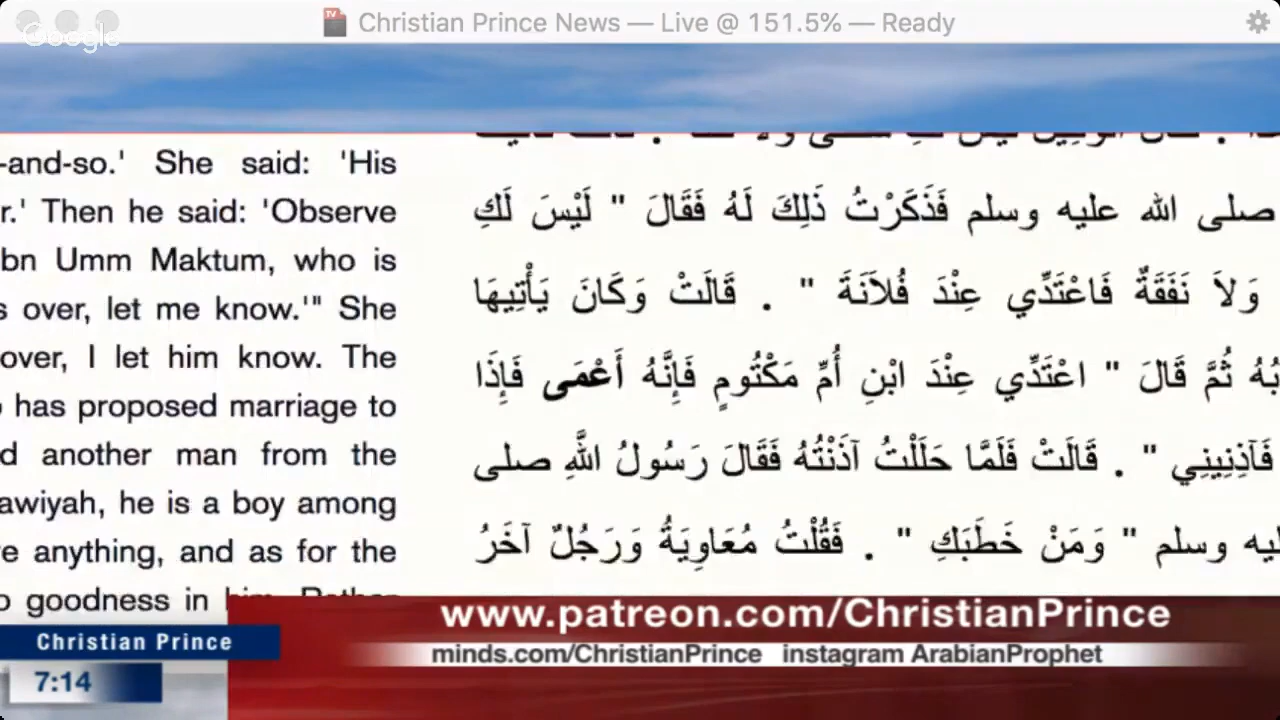 Christian Prince News — Live @ 151.5% — Ready
Google
-and-so.' She said: 'His
r.' Then he said: 'Observe
bn Umm Maktum, who is
s over, let me know.'" She
over, I let him know. The
has proposed marriage to
d another man from the
awiyah, he is a boy among
e anything, and as for the
o goodness in
صلى الله عليه وسلم فَذَكَرْتُ ذَلِكَ لَهُ فَقَالَ " لَيْسَ لَكِ
وَلاَ نَفَقَةٌ فَاعْتَدِّي عِنْدَ فُلاَنَةَ " . قَالَتْ وَكَانَ يَأْتِيهَا
بُهُ ثُمَّ قَالَ " اعْتَدِّي عِنْدَ ابْنِ أُمِّ مَكْتُومٍ فَإِنَّهُ أَعْمَى فَإِذَا
فَآذِنِينِي " . قَالَتْ فَلَمَّا حَلَلْتُ آذَنْتُهُ فَقَالَ رَسُولُ اللَّهِ صلى
ليه وسلم " وَمَنْ خَطَبَكِ " . فَقُلْتُ مُعَاوِيَةُ وَرَجُلٌ آخَرُ
www.patreon.com/ChristianPrince
minds.com/ChristianPrince instagram ArabianProphet
Christian Prince
7:14